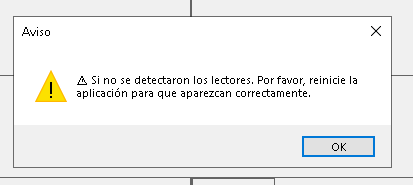 Aviso
⚠ Si no se detectaron los lectores. Por favor, reinicie la
aplicación para que aparezcan correctamente.
OK